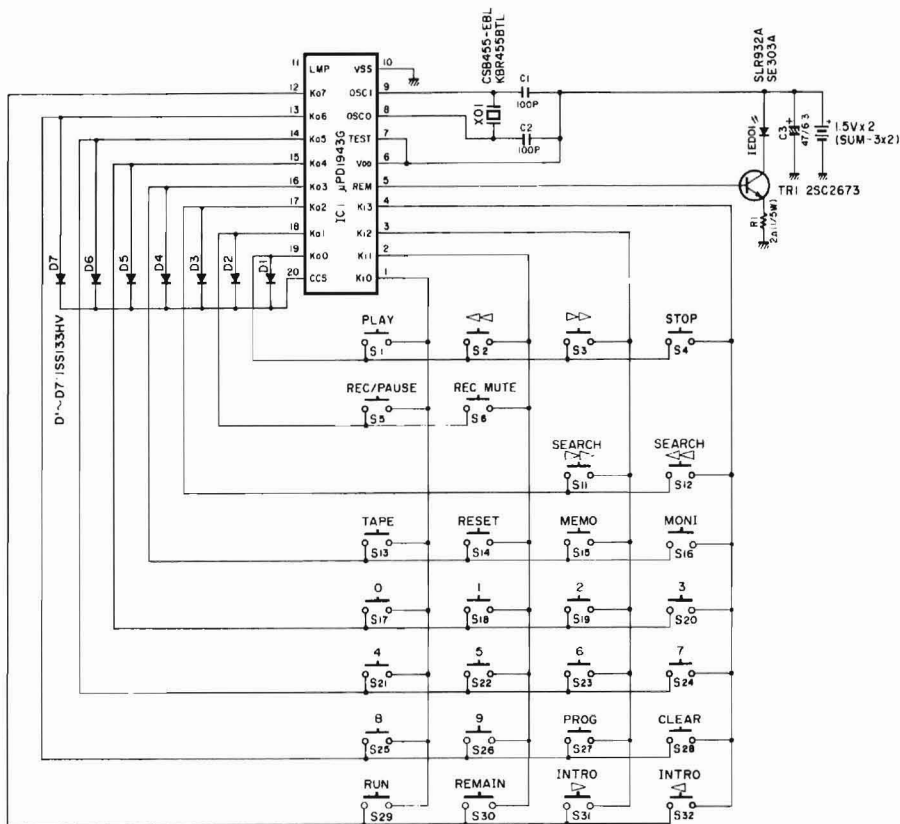 CSB455-EBL
KBR455BTL
SLR932A
SE303A
11 LMP VSS 10
12 Ko7 OSC1 9
13 Ko6 OSC0 8
14 Ko5 TEST 7
15 Ko4 VDD 6
16 Ko3 REM 5
17 Ko2 Ki3 4
18 Ko1 Ki2 3
19 Ko0 Ki1 2
20 CCS Ki0 1
IC1 μPD1943G
X01
C1
100P
C2
100P
IED01
C3 +
47/6.3
+
1.5V x 2
(SUM-3x2)
TR1 2SC2673
R1
D7 D6 D5 D4 D3 D2 D1
D1~D7:1SS133HV
PLAY STOP
S1 S2 S3 S4
REC/PAUSE REC MUTE
S5 S6
SEARCH SEARCH
S11 S12
TAPE RESET MEMO MONI
S13 S14 S15 S16
0 1 2 3
S17 S18 S19 S20
4 5 6 7
S21 S22 S23 S24
8 9 PROG CLEAR
S25 S26 S27 S28
RUN REMAIN INTRO INTRO
S29 S30 S31 S32